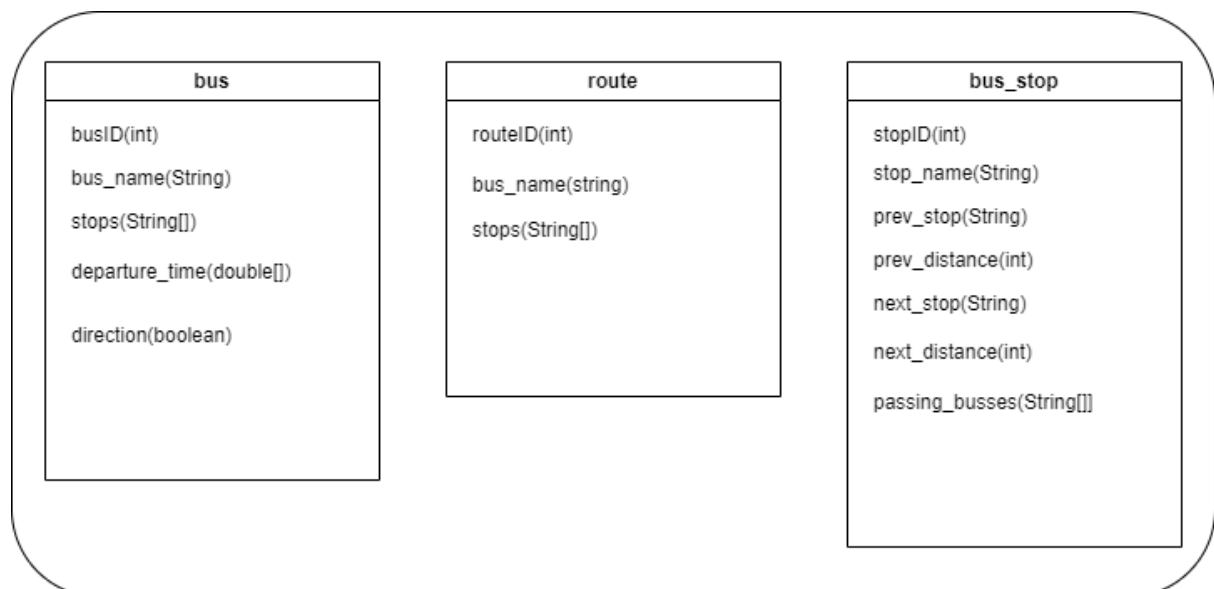 bus
busID(int)
bus_name(String)
stops(String[])
departure_time(double[])
direction(boolean)
route
routeID(int)
bus_name(string)
stops(String[])
bus_stop
stopID(int)
stop_name(String)
prev_stop(String)
prev_distance(int)
next_stop(String)
next_distance(int)
passing_busses(String[]]